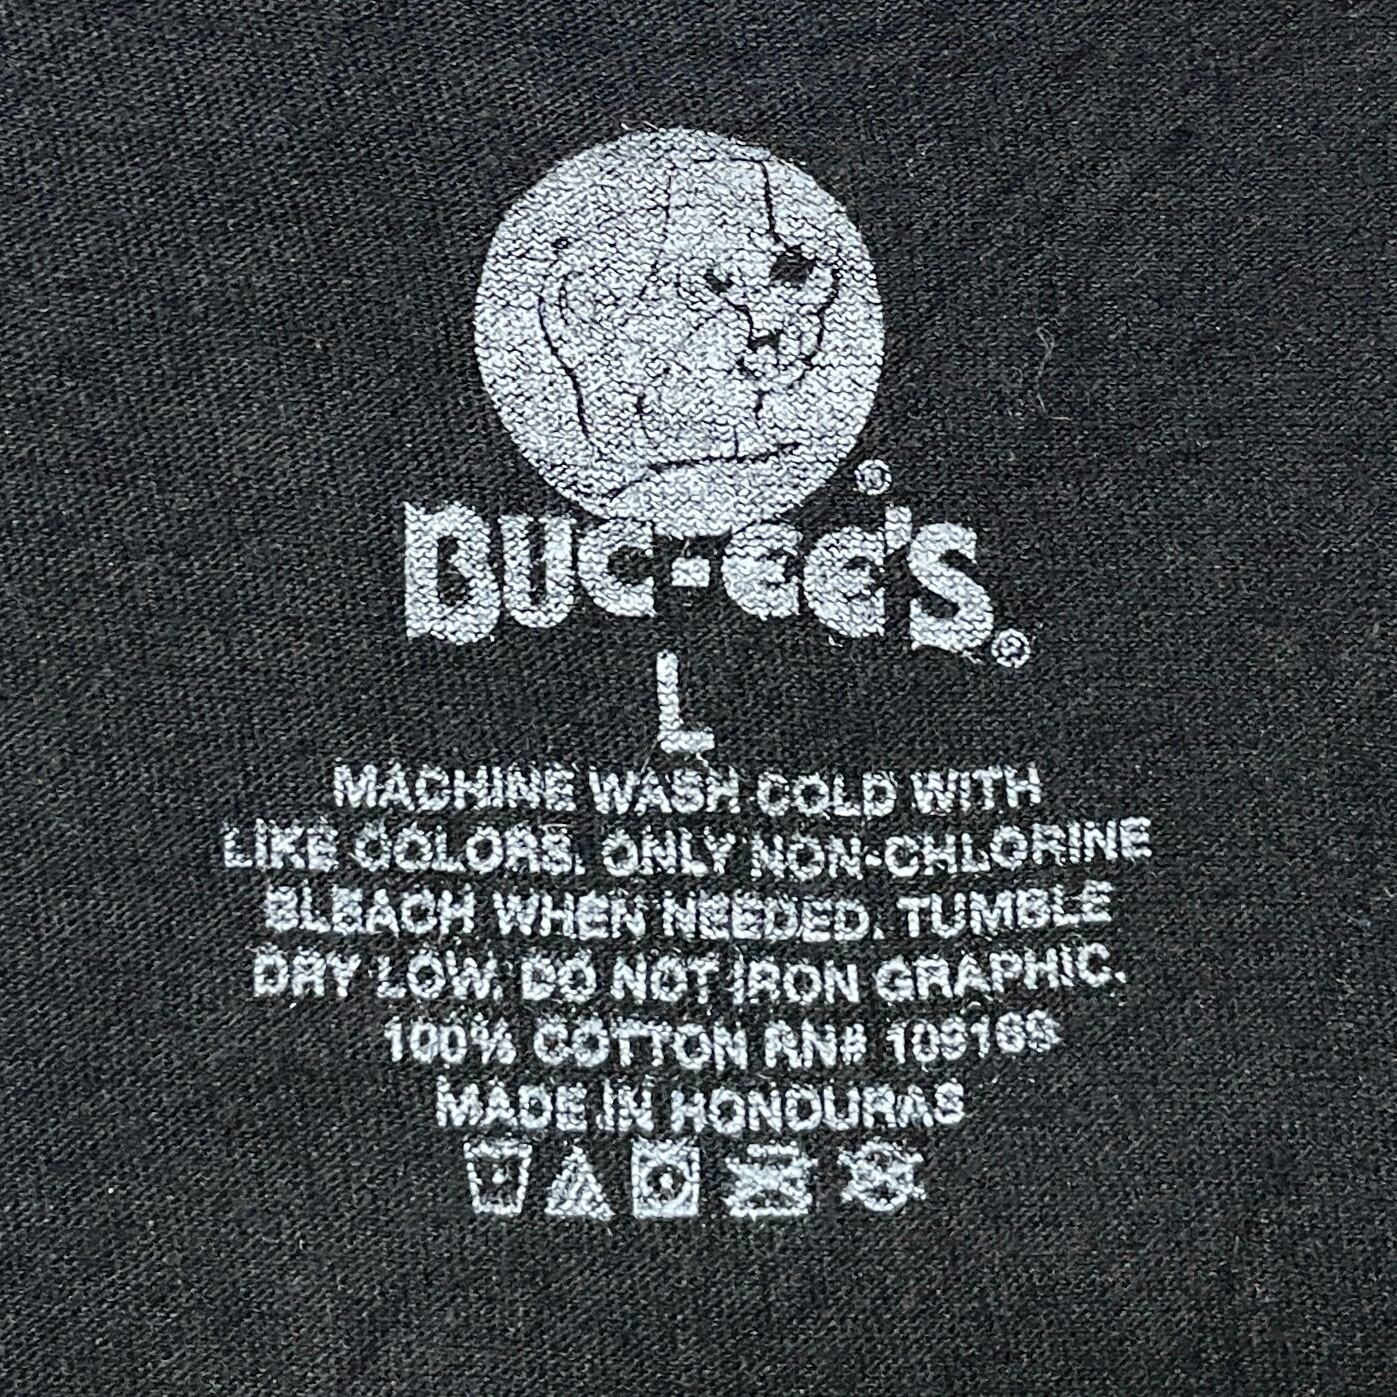 ®
BUC-EE'S®
L
MACHINE WASH COLD WITH
LIKE COLORS. ONLY NON-CHLORINE
BLEACH WHEN NEEDED. TUMBLE
DRY LOW. DO NOT IRON GRAPHIC.
100% COTTON RN#
MADE IN HONDURAS